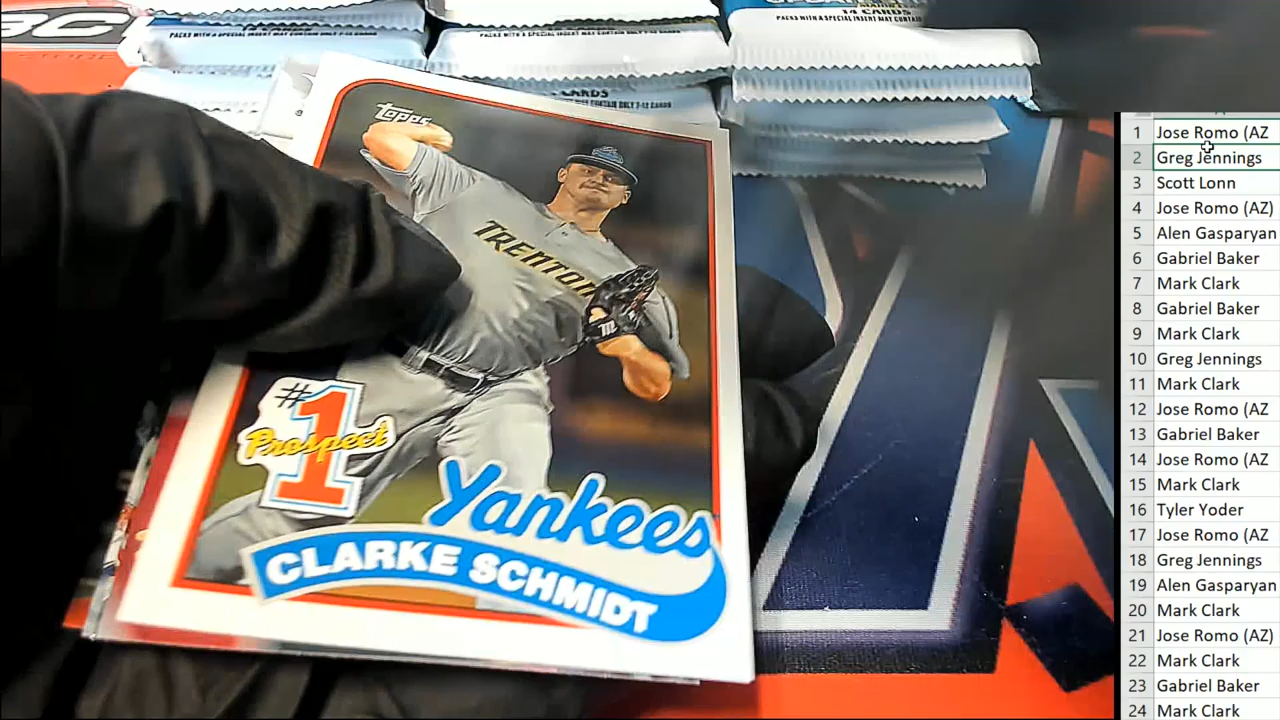 14 CARDS
PACKS WITH A SPECIAL INSERT MAY CONTAIN
PACKS WITH A SPECIAL INSERT MAY CONTAIN ONLY 7-12 CARDS
CARDS
CONTAIN ONLY 7-12
topps
TRENTON
#1
Prospect
Yankees
CLARKE SCHMIDT
1 Jose Romo (AZ
2 Greg Jennings
3 Scott Lonn
4 Jose Romo (AZ)
5 Alen Gasparyan
6 Gabriel Baker
7 Mark Clark
8 Gabriel Baker
9 Mark Clark
10 Greg Jennings
11 Mark Clark
12 Jose Romo (AZ
13 Gabriel Baker
14 Jose Romo (AZ
15 Mark Clark
16 Tyler Yoder
17 Jose Romo (AZ
18 Greg Jennings
19 Alen Gasparyan
20 Mark Clark
21 Jose Romo (AZ)
22 Mark Clark
23 Gabriel Baker
24 Mark Clark